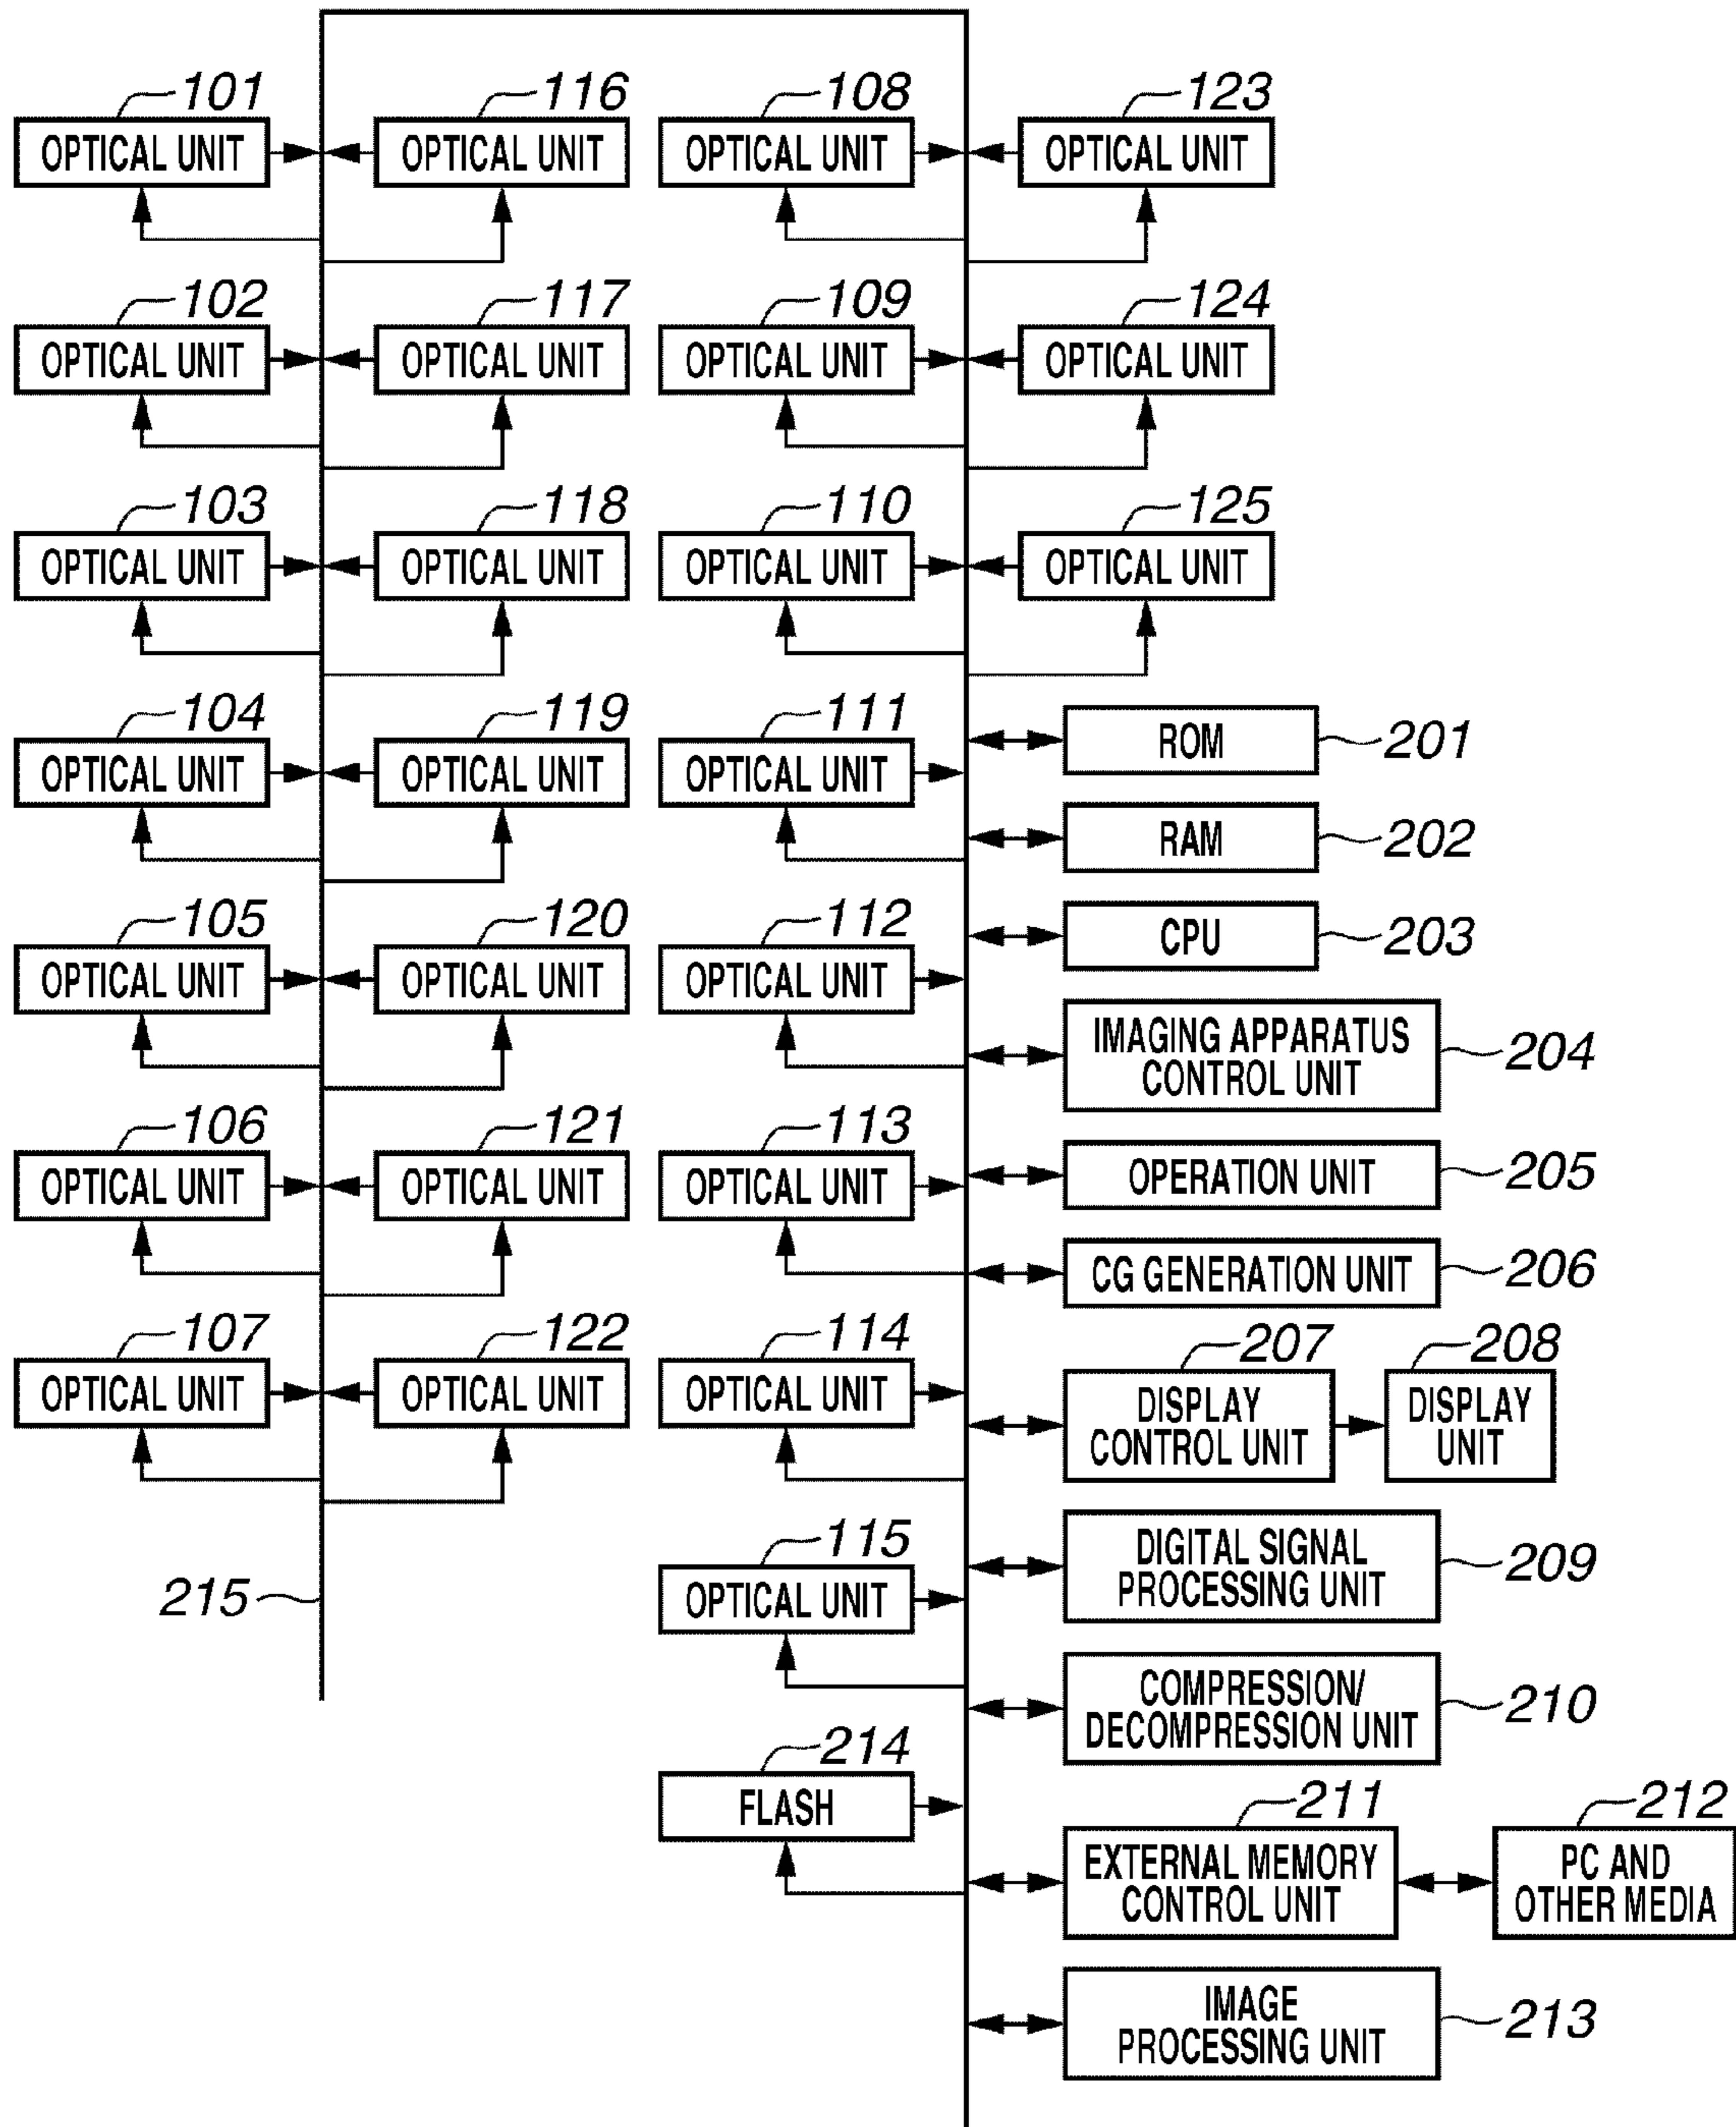 101 116 108 123
OPTICAL UNIT OPTICAL UNIT OPTICAL UNIT OPTICAL UNIT
102 117 109 124
OPTICAL UNIT OPTICAL UNIT OPTICAL UNIT OPTICAL UNIT
103 118 110 125
OPTICAL UNIT OPTICAL UNIT OPTICAL UNIT OPTICAL UNIT
104 119 111
OPTICAL UNIT OPTICAL UNIT OPTICAL UNIT
ROM 201
RAM 202
105 120 112
OPTICAL UNIT OPTICAL UNIT OPTICAL UNIT
CPU 203
IMAGING APPARATUS
CONTROL UNIT
204
106 121 113
OPTICAL UNIT OPTICAL UNIT OPTICAL UNIT
OPERATION UNIT 205
CG GENERATION UNIT 206
107 122 114
OPTICAL UNIT OPTICAL UNIT OPTICAL UNIT
207
DISPLAY
CONTROL UNIT
208
DISPLAY
UNIT
115
OPTICAL UNIT
215
DIGITAL SIGNAL
PROCESSING UNIT
209
COMPRESSION/
DECOMPRESSION UNIT
210
214
FLASH
211
EXTERNAL MEMORY
CONTROL UNIT
212
PC AND
OTHER MEDIA
IMAGE
PROCESSING UNIT
213